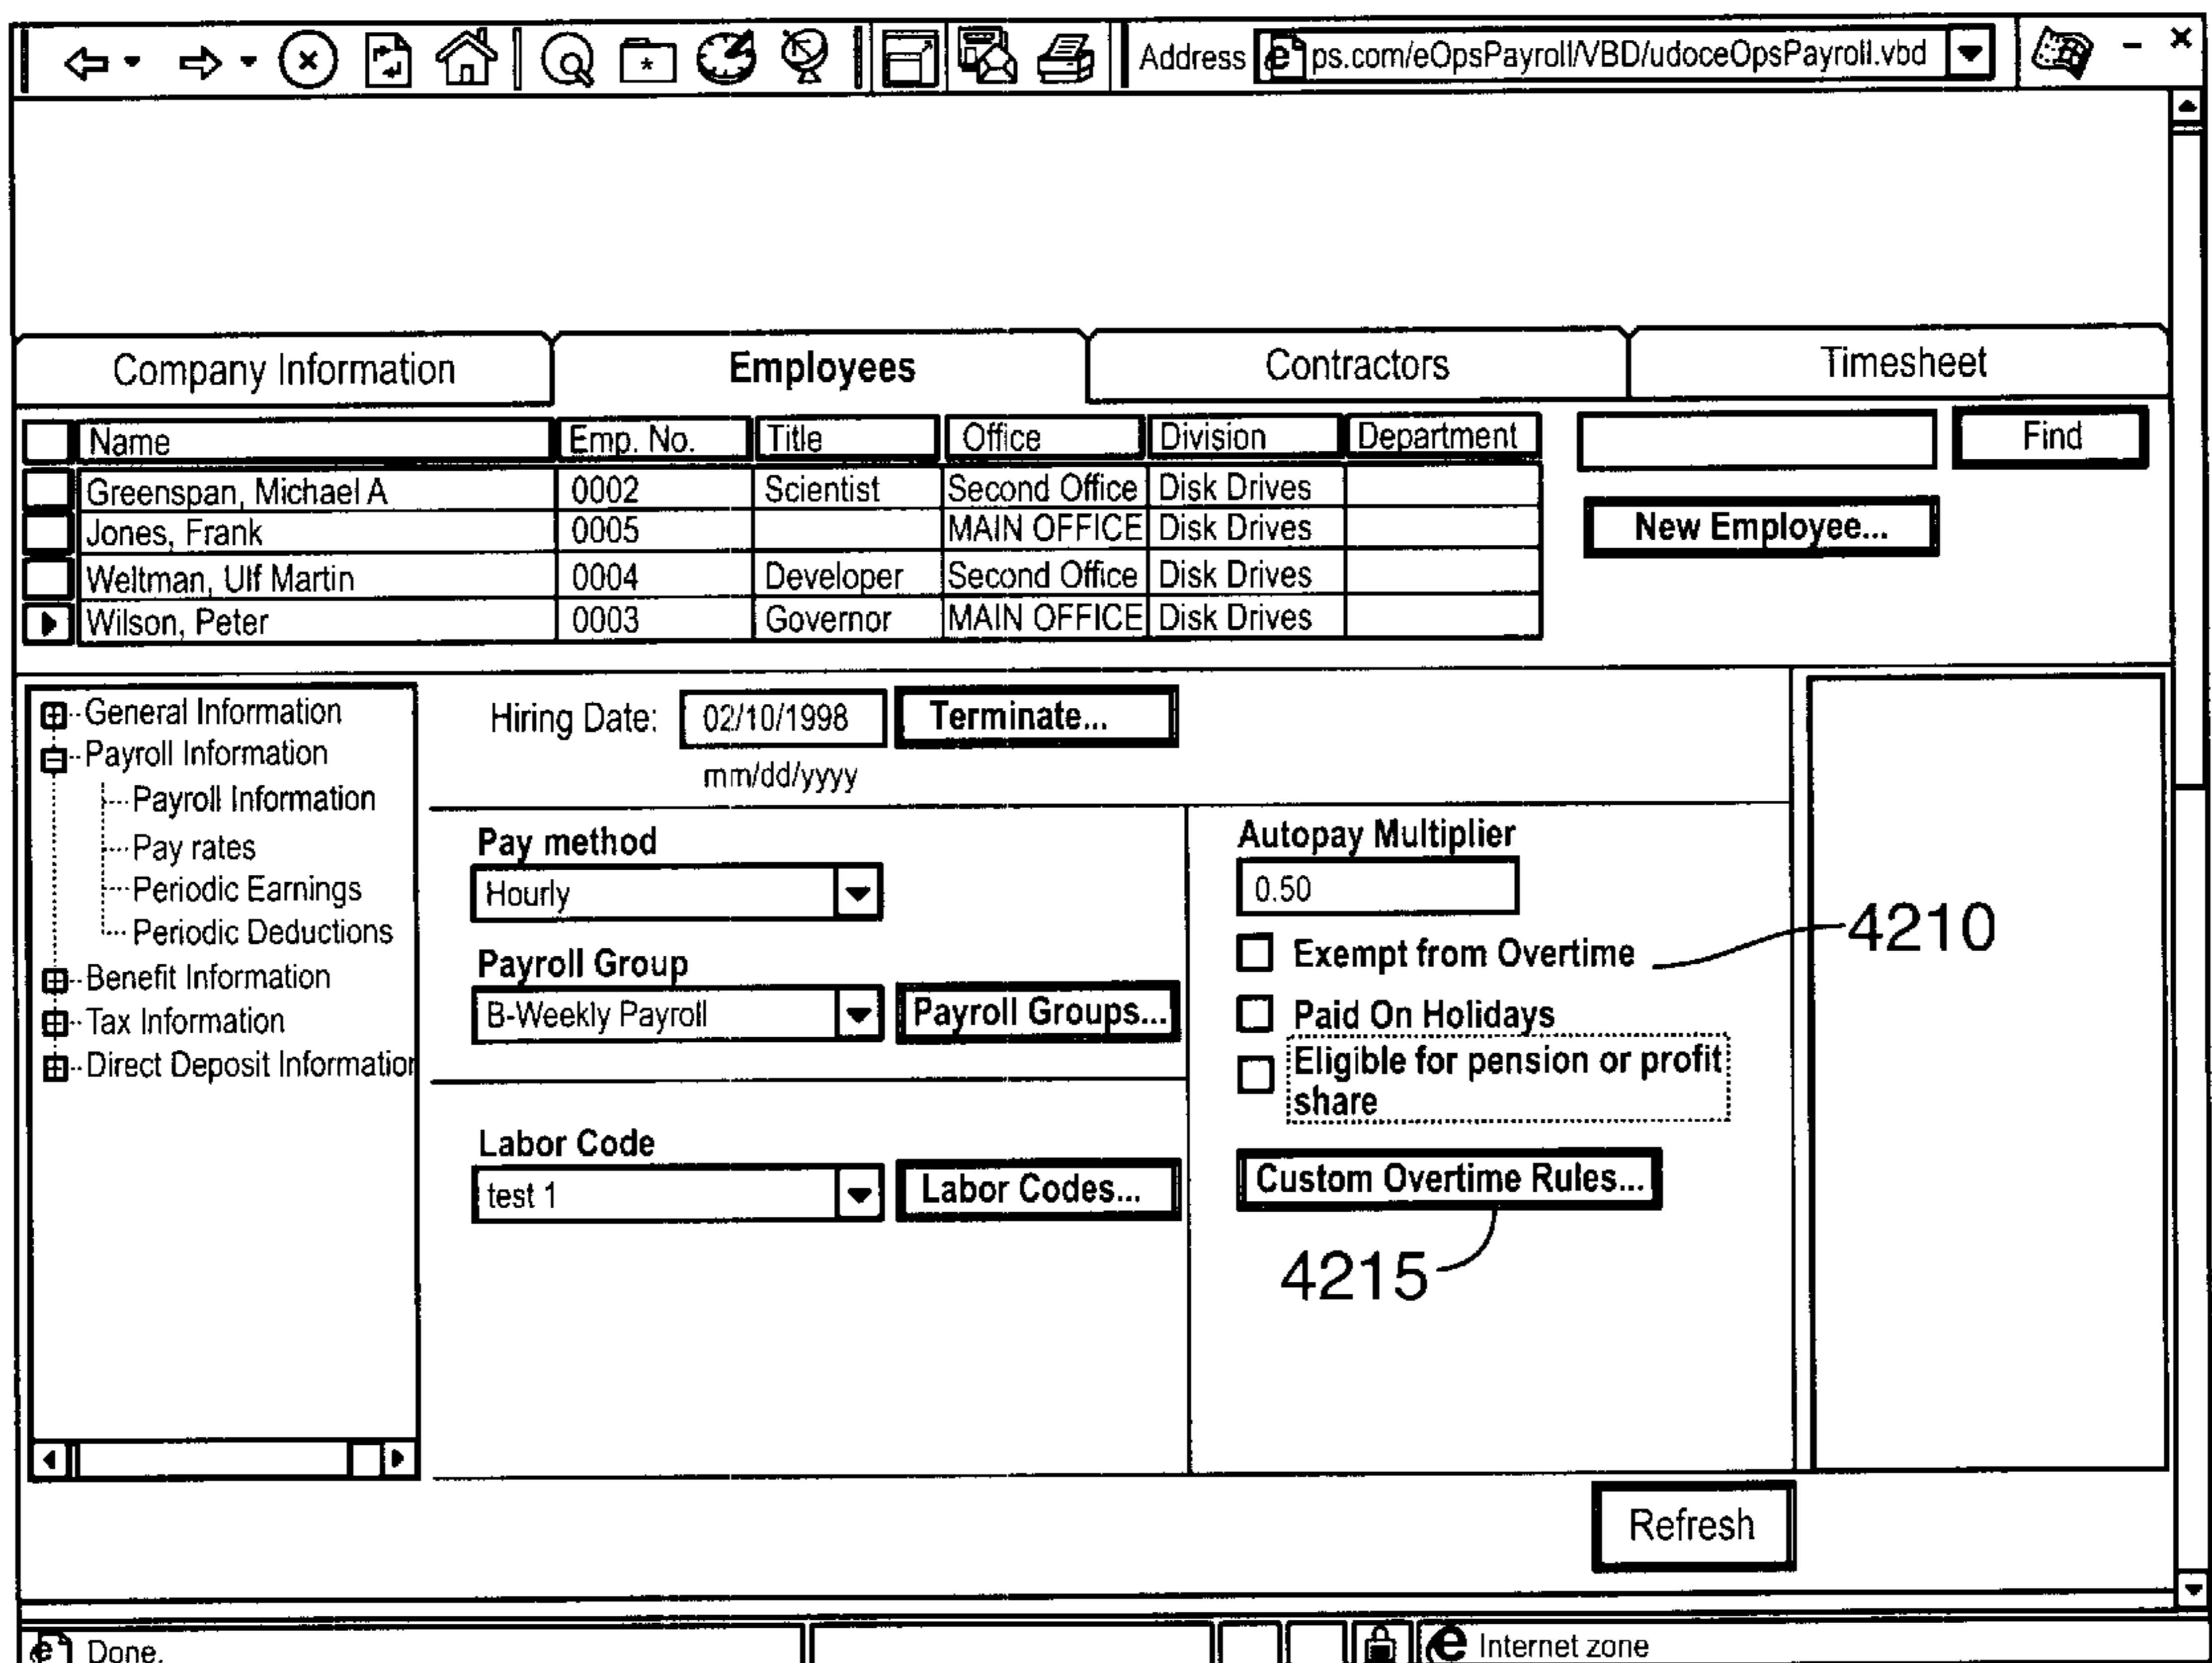 Address ps.com/eOpsPayroll/VBD/udoceOpsPayroll.vbd
Company Information Employees Contractors Timesheet
Name Emp. No. Title Office Division Department Find
Greenspan, Michael A 0002 Scientist Second Office Disk Drives
Jones, Frank 0005 MAIN OFFICE Disk Drives
New Employee...
Weltman, Ulf Martin 0004 Developer Second Office Disk Drives
Wilson, Peter 0003 Governor MAIN OFFICE Disk Drives
General Information
Payroll Information
Payroll Information
Pay rates
Periodic Earnings
Periodic Deductions
Benefit Information
Tax Information
Direct Deposit Information
Hiring Date: 02/10/1998 Terminate...
mm/dd/yyyy
Pay method
Hourly
Payroll Group
B-Weekly Payroll Payroll Groups...
Labor Code
test 1 Labor Codes...
Autopay Multiplier
0.50
Exempt from Overtime
4210
Paid On Holidays
Eligible for pension or profit
share
Custom Overtime Rules...
4215
Refresh
Done.
Internet zone